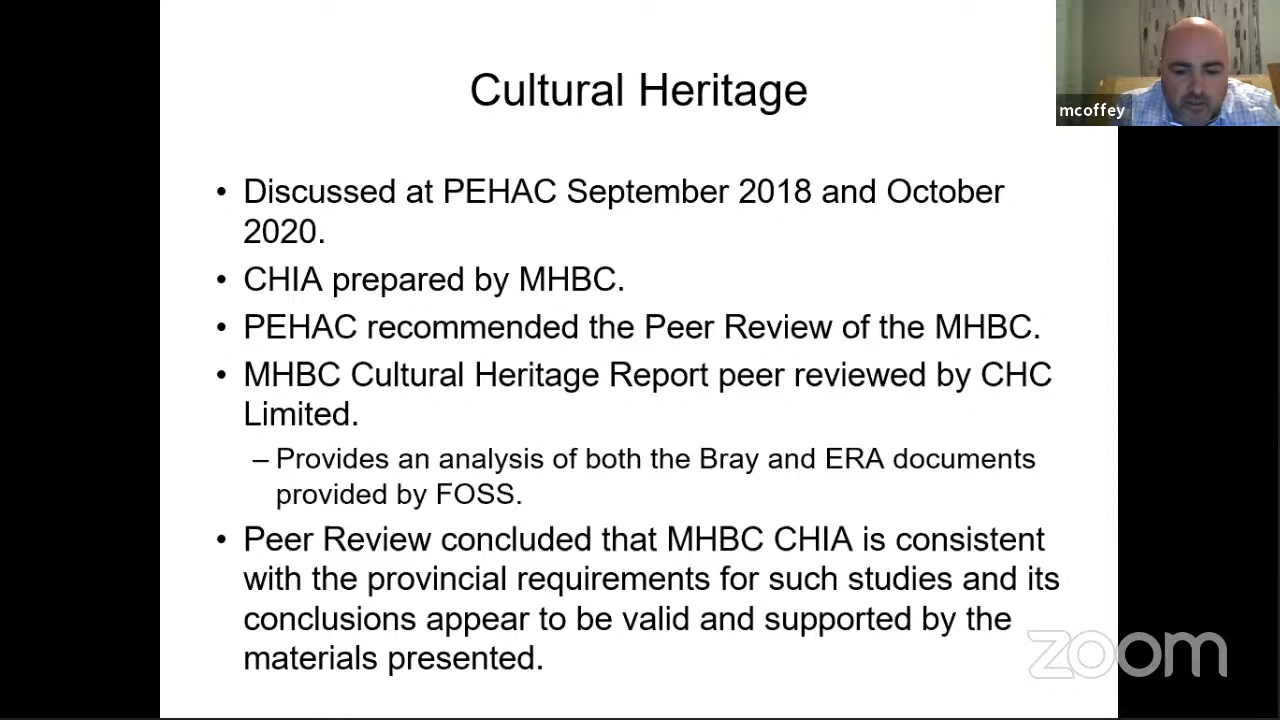 Cultural Heritage
mcoffey
• Discussed at PEHAC September 2018 and October
2020.
• CHIA prepared by MHBC.
• PEHAC recommended the Peer Review of the MHBC.
• MHBC Cultural Heritage Report peer reviewed by CHC
Limited.
– Provides an analysis of both the Bray and ERA documents
provided by FOSS.
• Peer Review concluded that MHBC CHIA is consistent
with the provincial requirements for such studies and its
conclusions appear to be valid and supported by the
materials presented.
zoom